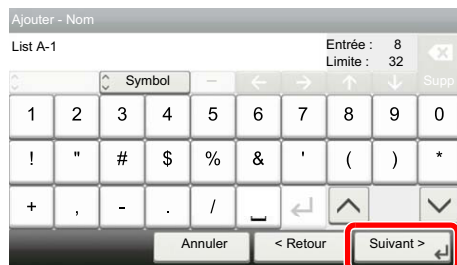 Ajouter - Nom
List A-1
Entrée : 8
Limite : 32
Symbol - ← → ↑ ↓ Supp
1 2 3 4 5 6 7 8 9 0
! " # $ % & ' ( ) *
+ , - . /
Annuler < Retour Suivant >